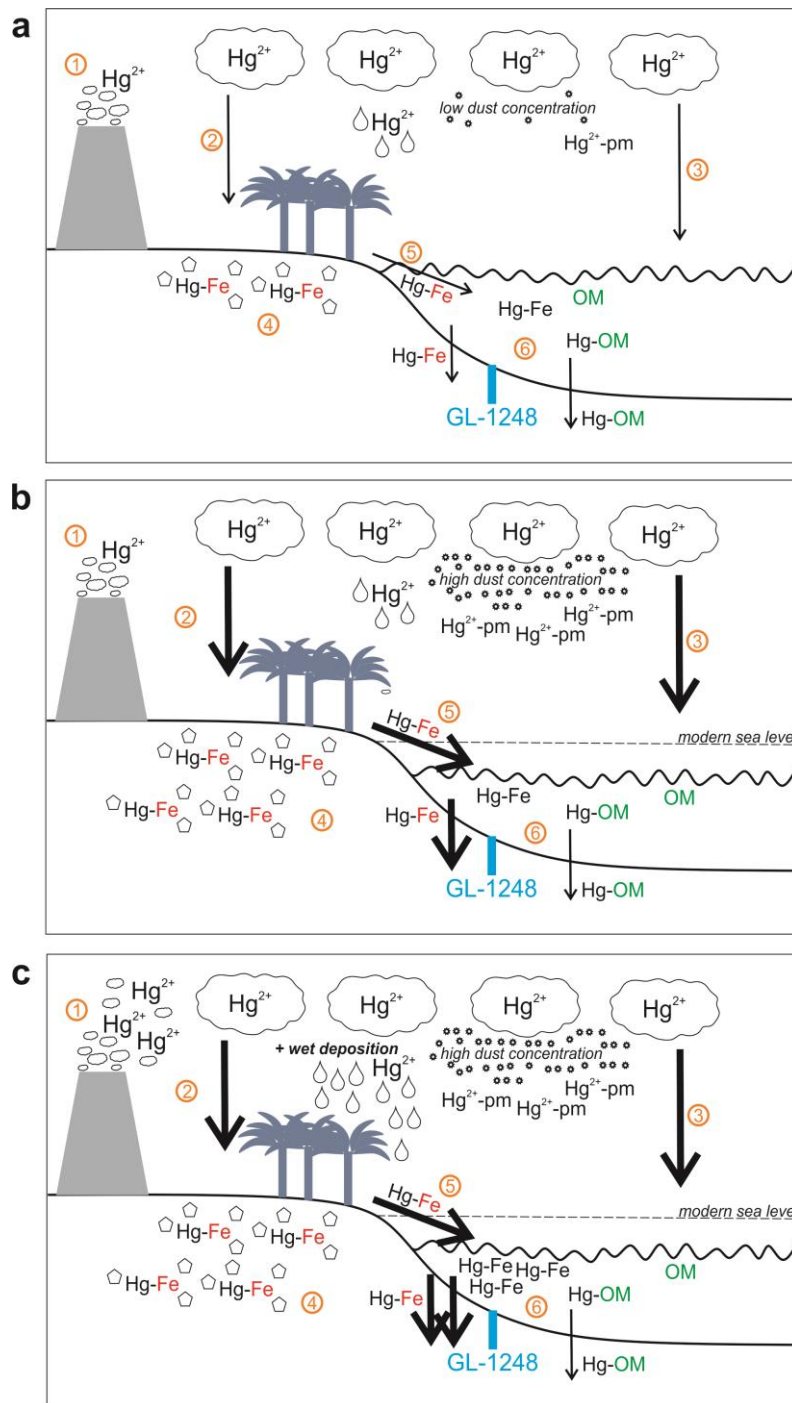 a
① Hg²⁺
Hg²⁺ Hg²⁺ Hg²⁺ Hg²⁺
low dust concentration
Hg²⁺
②
Hg²⁺-pm
③
⑤
Hg-Fe Hg-Fe
Hg-Fe
Hg-Fe
OM
④
Hg-Fe
⑥
Hg-OM
GL-1248
Hg-OM
b
① Hg²⁺
Hg²⁺ Hg²⁺ Hg²⁺ Hg²⁺
high dust concentration
Hg²⁺
②
Hg²⁺-pm
Hg²⁺-pm
Hg²⁺-pm
③
Hg-Fe ⑤
modern sea level
Hg-Fe Hg-Fe
Hg-Fe
OM
Hg-Fe Hg-Fe
④
Hg-Fe
⑥
Hg-OM
GL-1248
Hg-OM
c
① Hg²⁺
Hg²⁺
Hg²⁺
Hg²⁺ Hg²⁺ Hg²⁺ Hg²⁺
+ wet deposition
high dust concentration
Hg²⁺
②
Hg²⁺-pm
Hg²⁺-pm
Hg²⁺-pm
③
Hg-Fe ⑤
modern sea level
Hg-Fe Hg-Fe
Hg-Fe
Hg-Fe
Hg-Fe
OM
Hg-Fe Hg-Fe
④
Hg-Fe
⑥
Hg-OM
GL-1248
Hg-OM